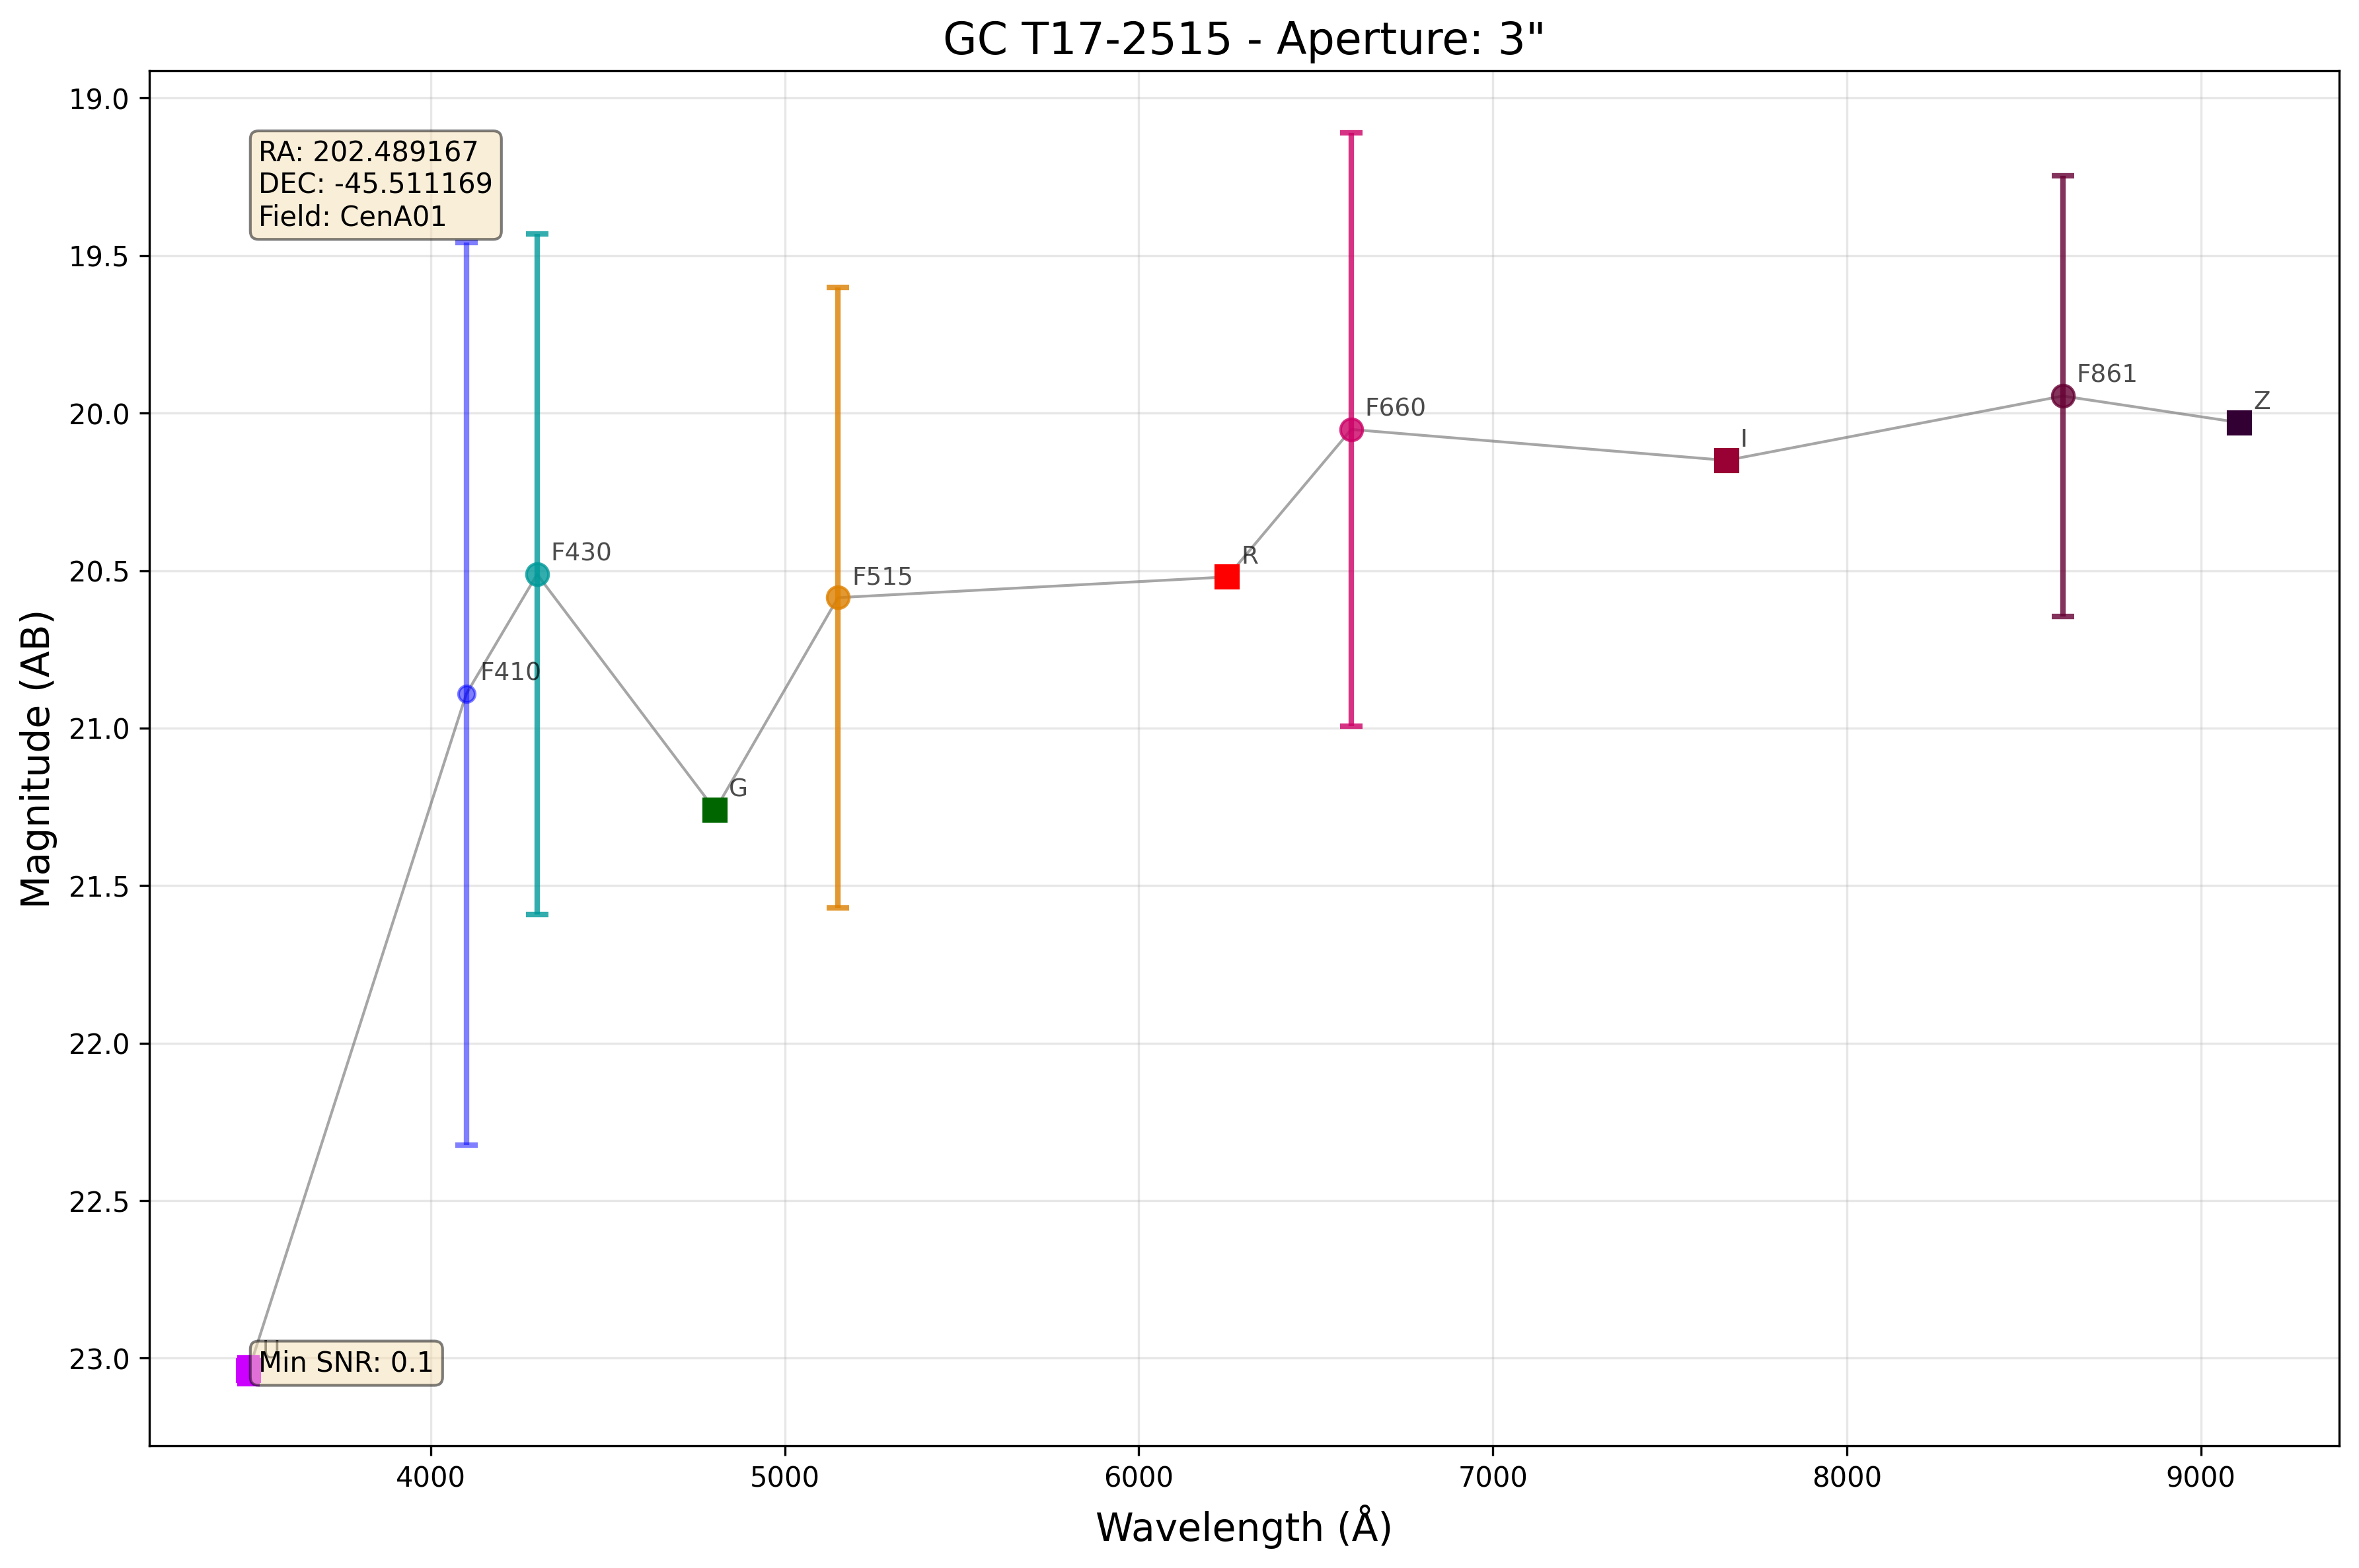 GC T17-2515 - Aperture: 3"
19.0
19.5
20.0
20.5
21.0
21.5
22.0
22.5
23.0
Magnitude (AB)
RA: 202.489167
DEC: -45.511169
Field: CenA01
F410
F430
G
F515
R
F660
I
F861
Z
U
Min SNR: 0.1
4000
5000
6000
7000
8000
9000
Wavelength (Å)